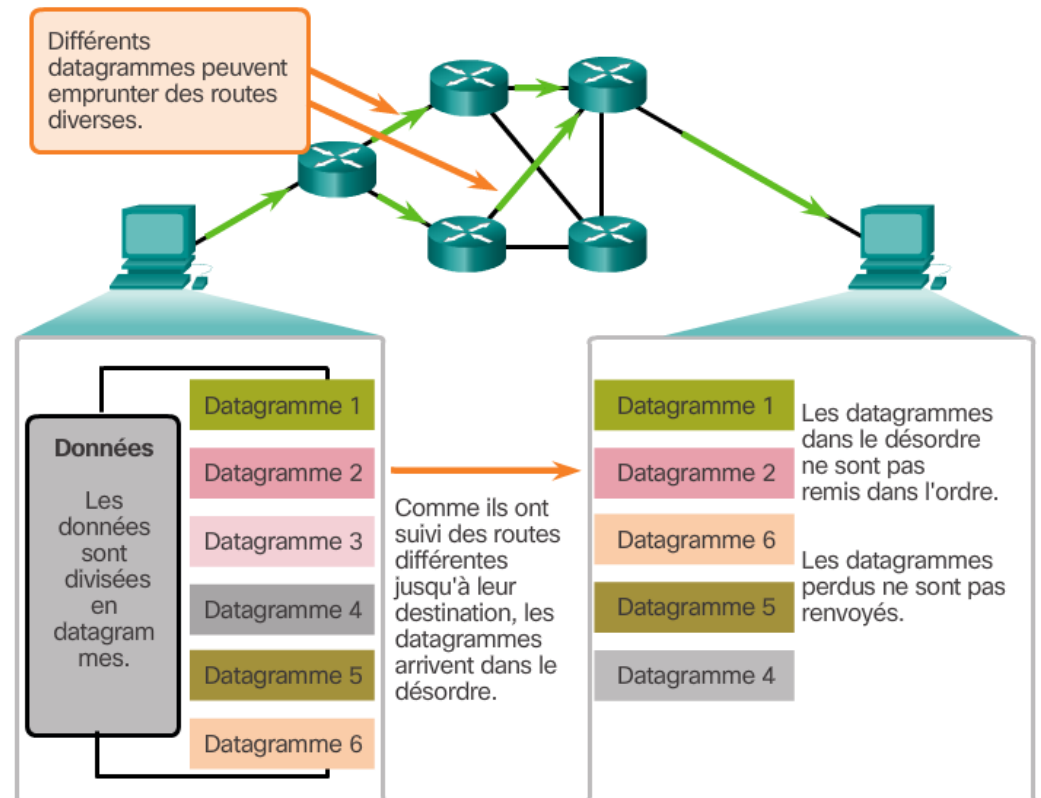 Différents
datagrammes peuvent
emprunter des routes
diverses.
Données
Les
données
sont
divisées
en
datagram
mes.
Datagramme 1
Datagramme 2
Datagramme 3
Datagramme 4
Datagramme 5
Datagramme 6
Comme ils ont
suivi des routes
différentes
jusqu'à leur
destination, les
datagrammes
arrivent dans le
désordre.
Datagramme 1
Datagramme 2
Datagramme 6
Datagramme 5
Datagramme 4
Les datagrammes
dans le désordre
ne sont pas
remis dans l'ordre.
Les datagrammes
perdus ne sont pas
renvoyés.